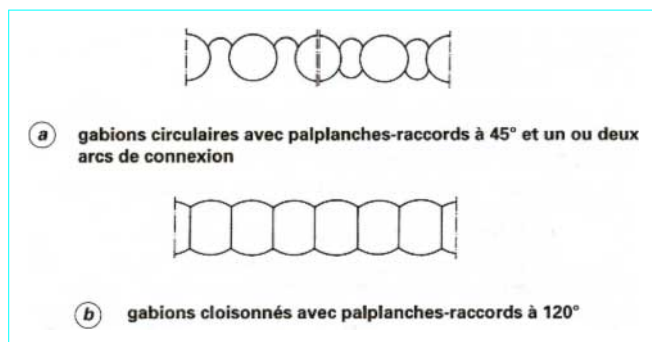 a gabions circulaires avec palplanches-raccords à 45° et un ou deux
arcs de connexion
b gabions cloisonnés avec palplanches-raccords à 120°